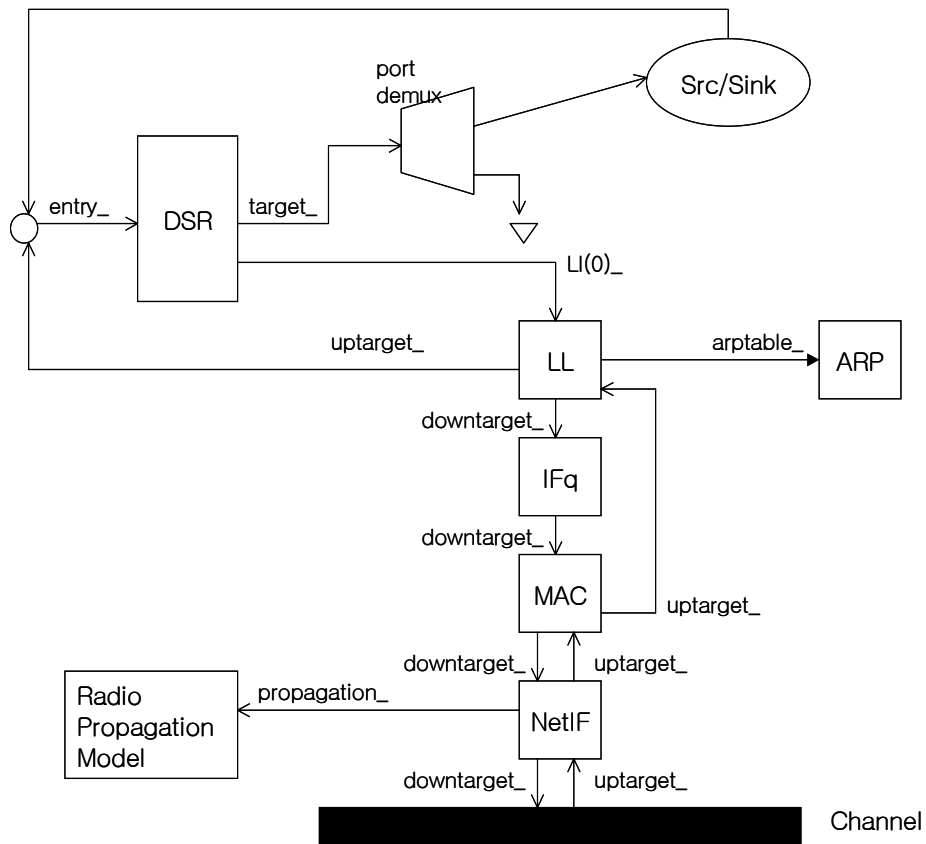 port
demux
Src/Sink
entry_
DSR
target_
LI(0)_
uptarget_
LL
arptable_
ARP
downtarget_
IFq
downtarget_
MAC
uptarget_
downtarget_
uptarget_
Radio
Propagation
Model
propagation_
NetIF
downtarget_
uptarget_
Channel